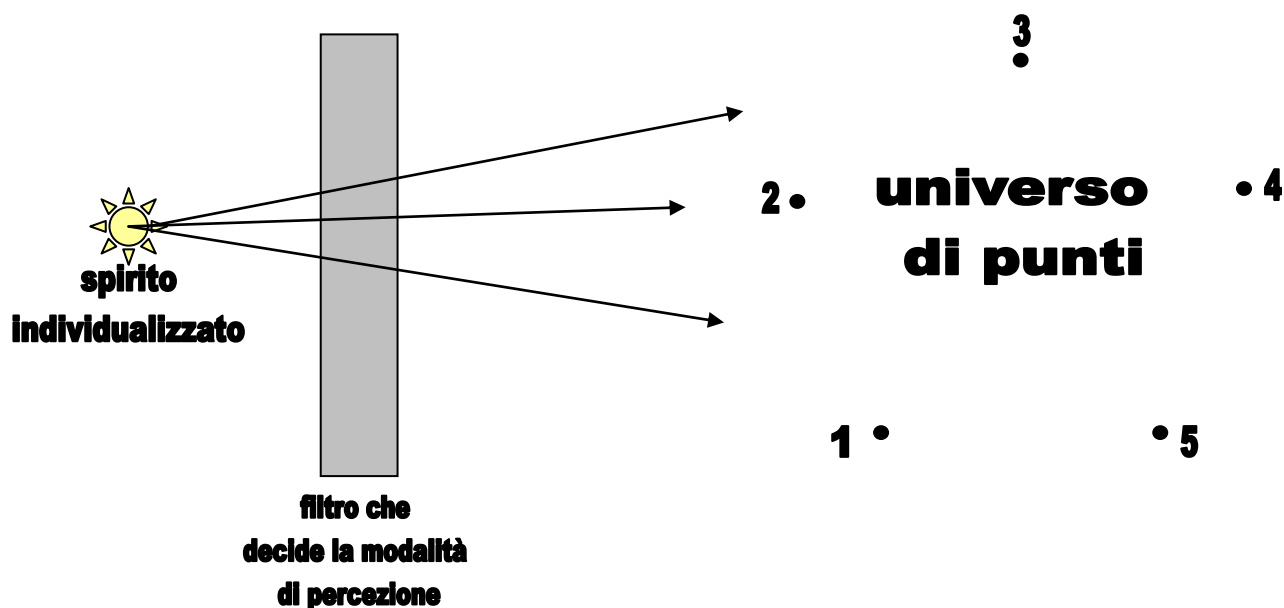 3
2
universo
4
di punti
spirito
individualizzato
1
5
filtro che
decide la modalità
di percezione